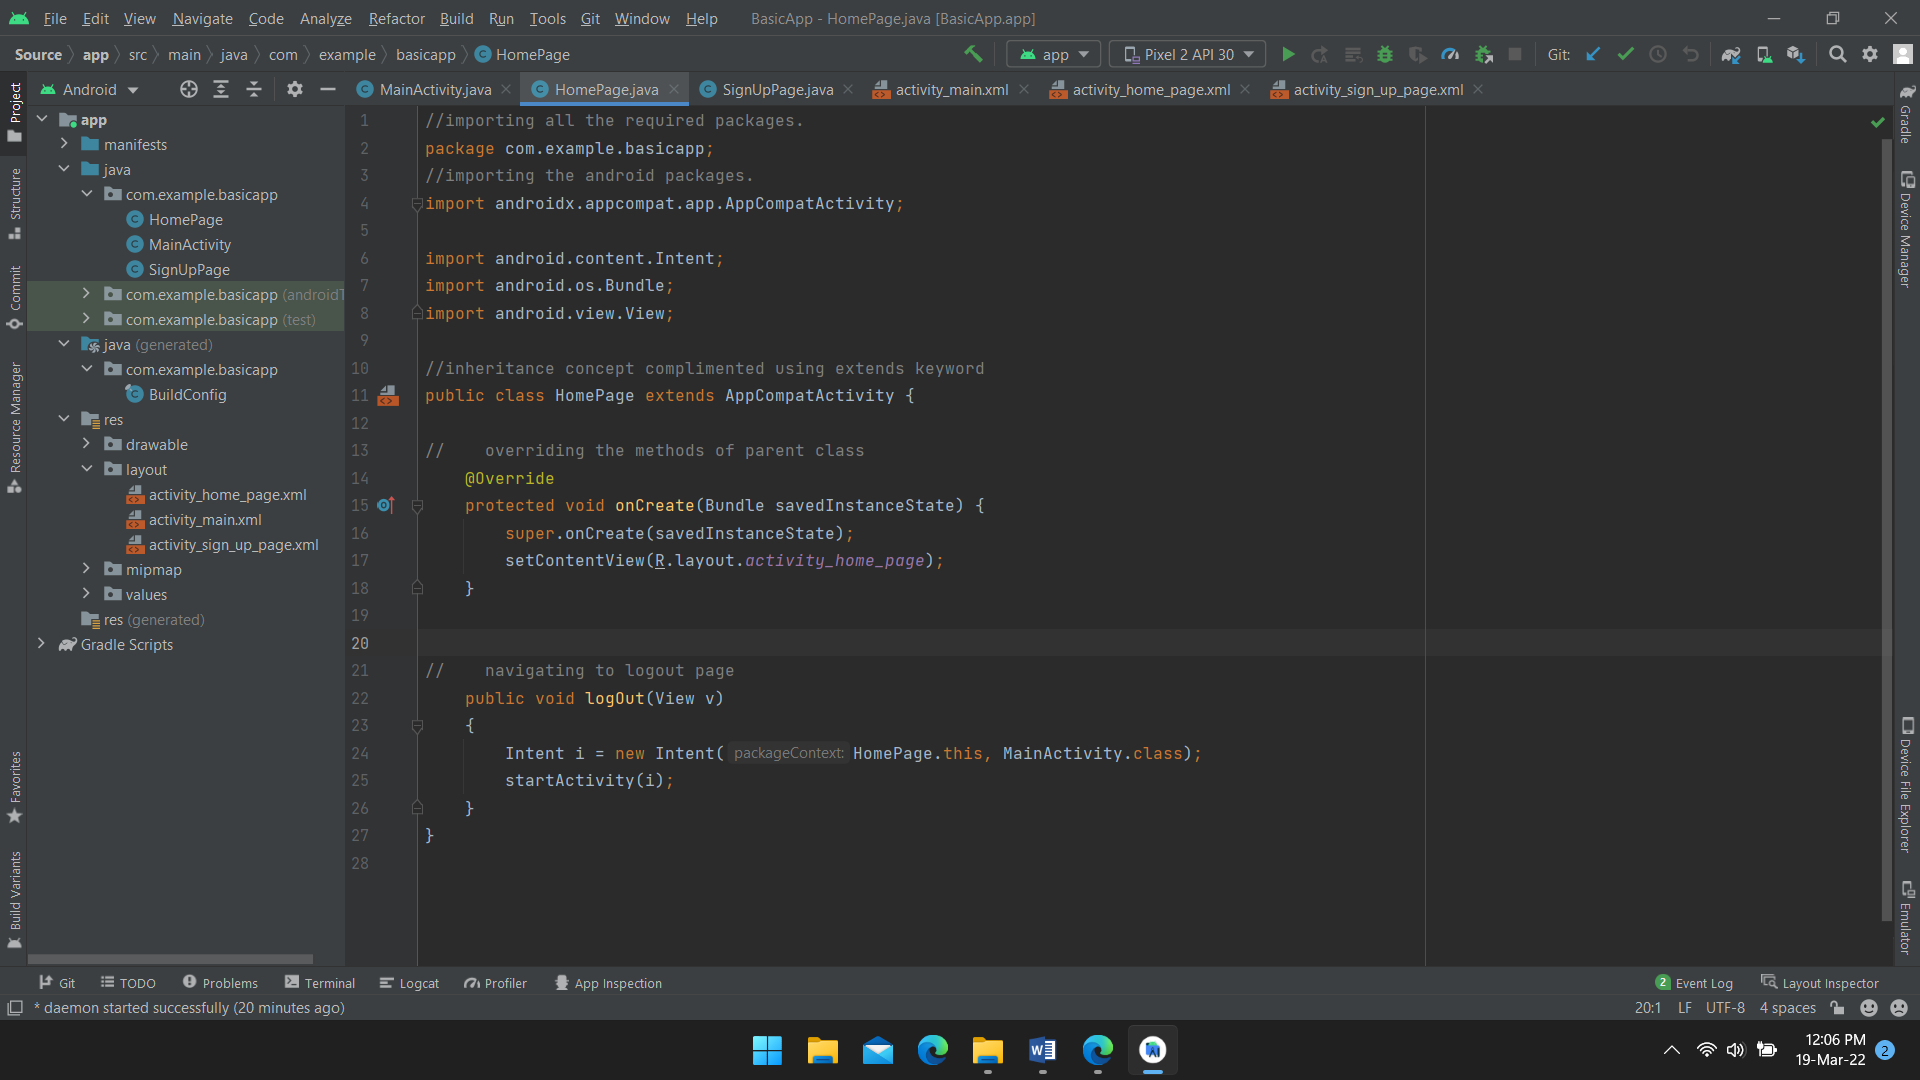 File Edit View Navigate Code Analyze Refactor Build Run Tools Git Window Help BasicApp - HomePage.java [BasicApp.app]
Source app src main java com example basicapp HomePage app Pixel 2 API 30 Git:
Android MainActivity.java HomePage.java SignUpPage.java activity_main.xml activity_home_page.xml activity_sign_up_page.xml
Project
Structure
Commit
Resource Manager
Favorites
Build Variants
app
manifests
java
com.example.basicapp
HomePage
MainActivity
SignUpPage
com.example.basicapp (androidT
com.example.basicapp (test)
java (generated)
com.example.basicapp
BuildConfig
res
drawable
layout
activity_home_page.xml
activity_main.xml
activity_sign_up_page.xml
mipmap
values
res (generated)
Gradle Scripts
1 //importing all the required packages.
2 package com.example.basicapp;
3 //importing the android packages.
4 import androidx.appcompat.app.AppCompatActivity;
5
6 import android.content.Intent;
7 import android.os.Bundle;
8 import android.view.View;
9
10 //inheritance concept complimented using extends keyword
11 public class HomePage extends AppCompatActivity {
12
13 //    overriding the methods of parent class
14     @Override
15     protected void onCreate(Bundle savedInstanceState) {
16         super.onCreate(savedInstanceState);
17         setContentView(R.layout.activity_home_page);
18     }
19
20
21 //    navigating to logout page
22     public void logOut(View v)
23     {
24         Intent i = new Intent( packageContext: HomePage.this, MainActivity.class);
25         startActivity(i);
26     }
27 }
28
Gradle
Device Manager
Device File Explorer
Emulator
Git TODO Problems Terminal Logcat Profiler App Inspection 2 Event Log Layout Inspector
* daemon started successfully (20 minutes ago) 20:1 LF UTF-8 4 spaces
12:06 PM
19-Mar-22 2